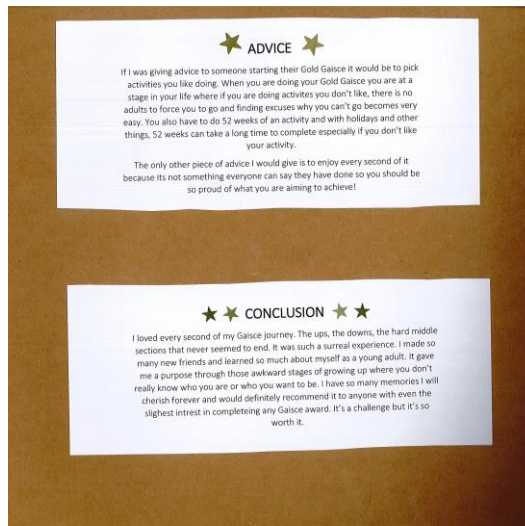 ADVICE
If I was giving advice to someone starting their Gold Gaisce it would be to pick
activities you like doing. When you are doing your Gold Gaisce you are at a
stage in your life where if you are doing activites you don't like, there is no
adults to force you to go and finding excuses why you can't go becomes very
easy. You also have to do 52 weeks of an activity and with holidays and other
things, 52 weeks can take a long time to complete especially if you don't like
your activity.
The only other piece of advice I would give is to enjoy every second of it
because its not something everyone can say they have done so you should be
so proud of what you are aiming to achieve!
CONCLUSION
I loved every second of my Gaisce journey. The ups, the downs, the hard middle
sections that never seemed to end. It was such a surreal experience. I made so
many new friends and learned so much about myself as a young adult. It gave
me a purpose through those awkward stages of growing up where you don't
really know who you are or who you want to be. I have so many memories I will
cherish forever and would definitely recommend it to anyone with even the
slighest intrest in completeing any Gaisce award. It's a challenge but it's so
worth it.